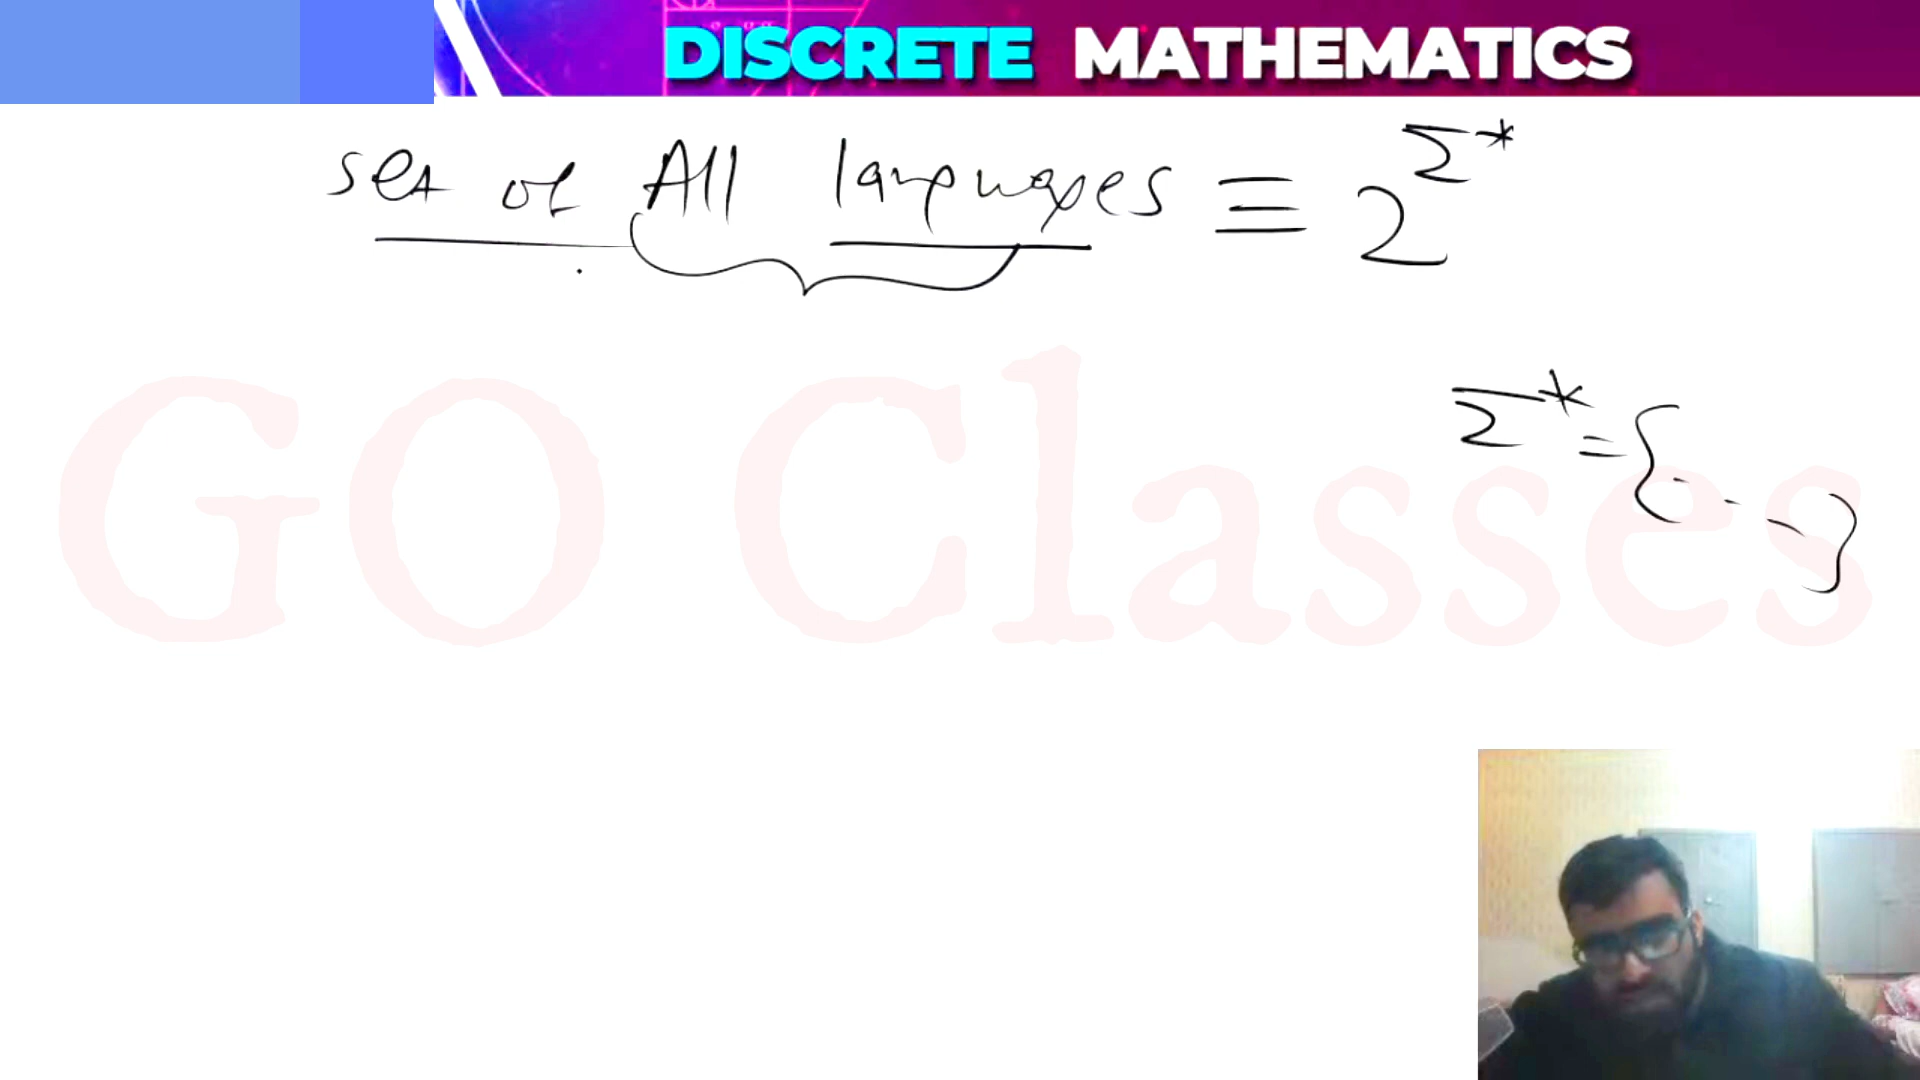 DISCRETE MATHEMATICS
set of All languages ≡ 2^Σ*
Σ* = { - - - }
GO Classes